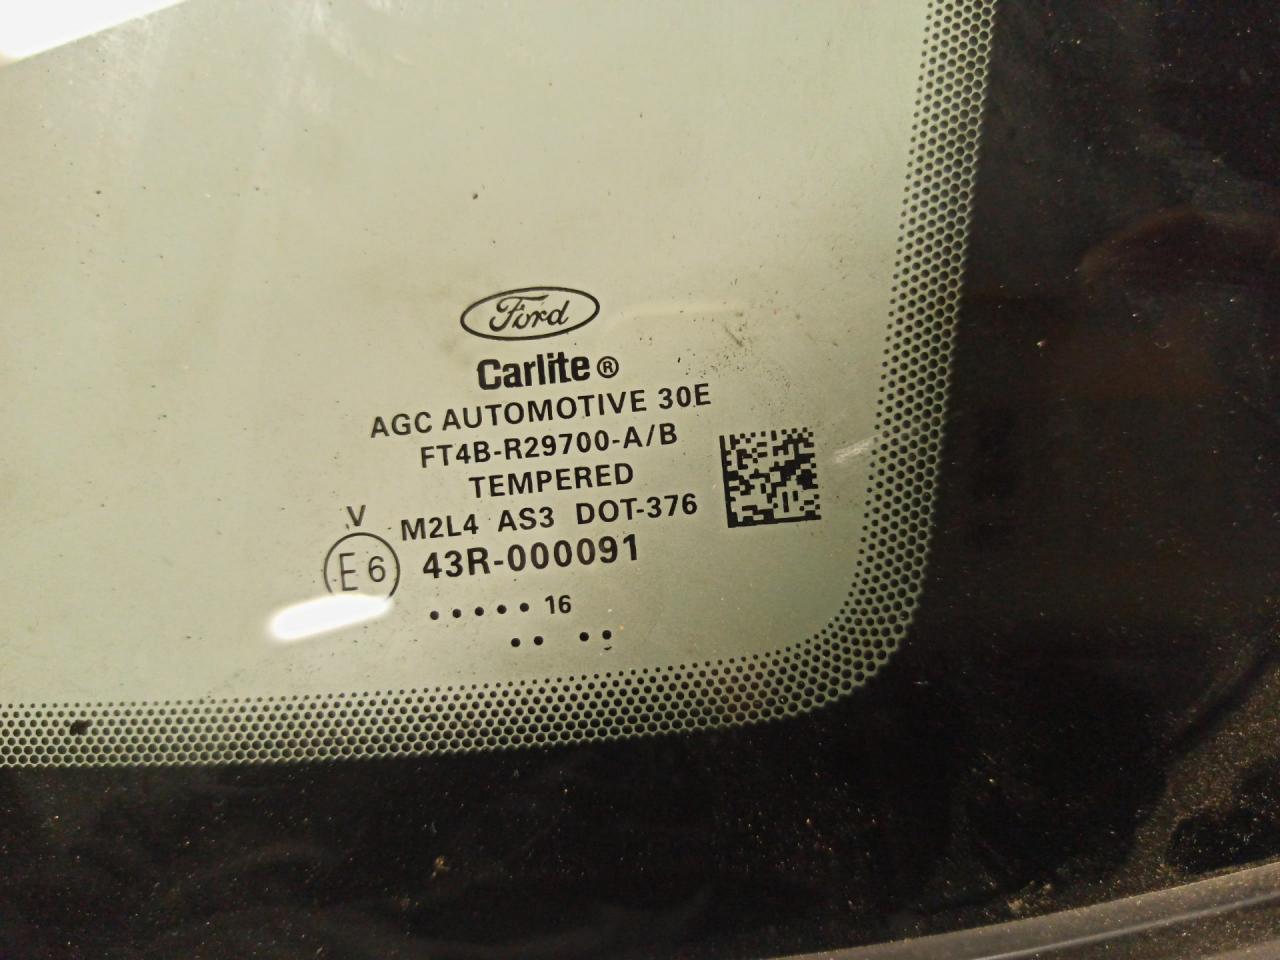 Ford
Carlite®
AGC AUTOMOTIVE 30E
FT4B-R29700-A/B
TEMPERED
V
M2L4 AS3 DOT-376
E6
43R-000091
.....16
.. ..